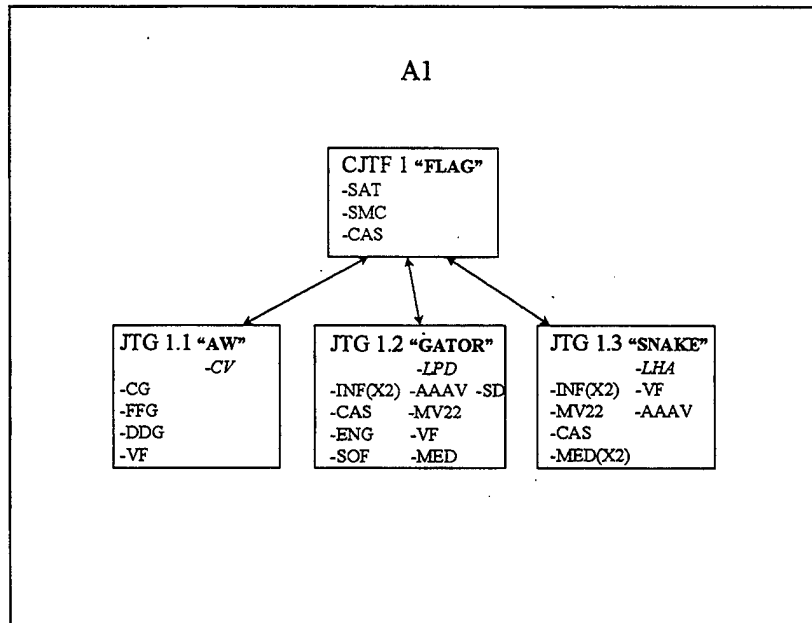 A1
CJTF 1 “FLAG”
-SAT
-SMC
-CAS
JTG 1.1 “AW”
-CV
-CG
-FFG
-DDG
-VF
JTG 1.2 “GATOR”
-LPD
-INF(X2) -AAAV -SD
-CAS -MV22
-ENG -VF
-SOF -MED
JTG 1.3 “SNAKE”
-LHA
-INF(X2) -VF
-MV22 -AAAV
-CAS
-MED(X2)